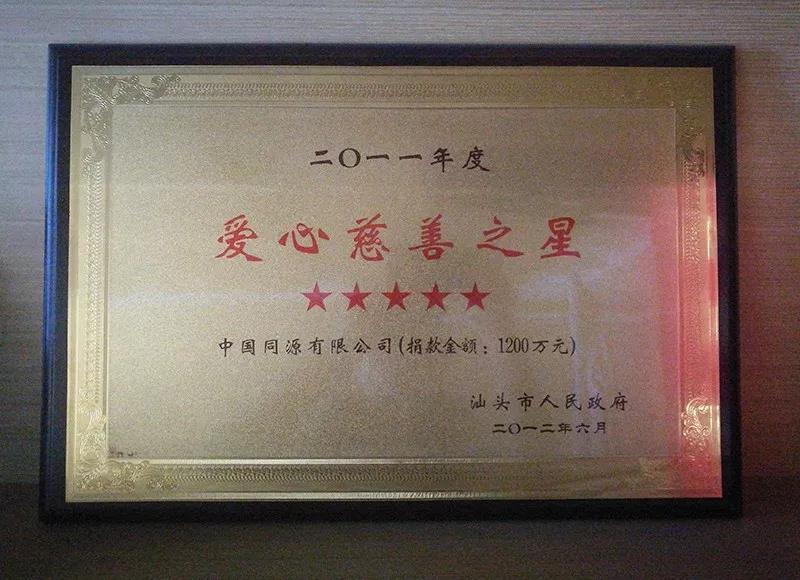 二〇一一年度
爱心慈善之星
★★★★★
中国同源有限公司(捐款金额：1200万元)
汕头市人民政府
二〇一二年六月